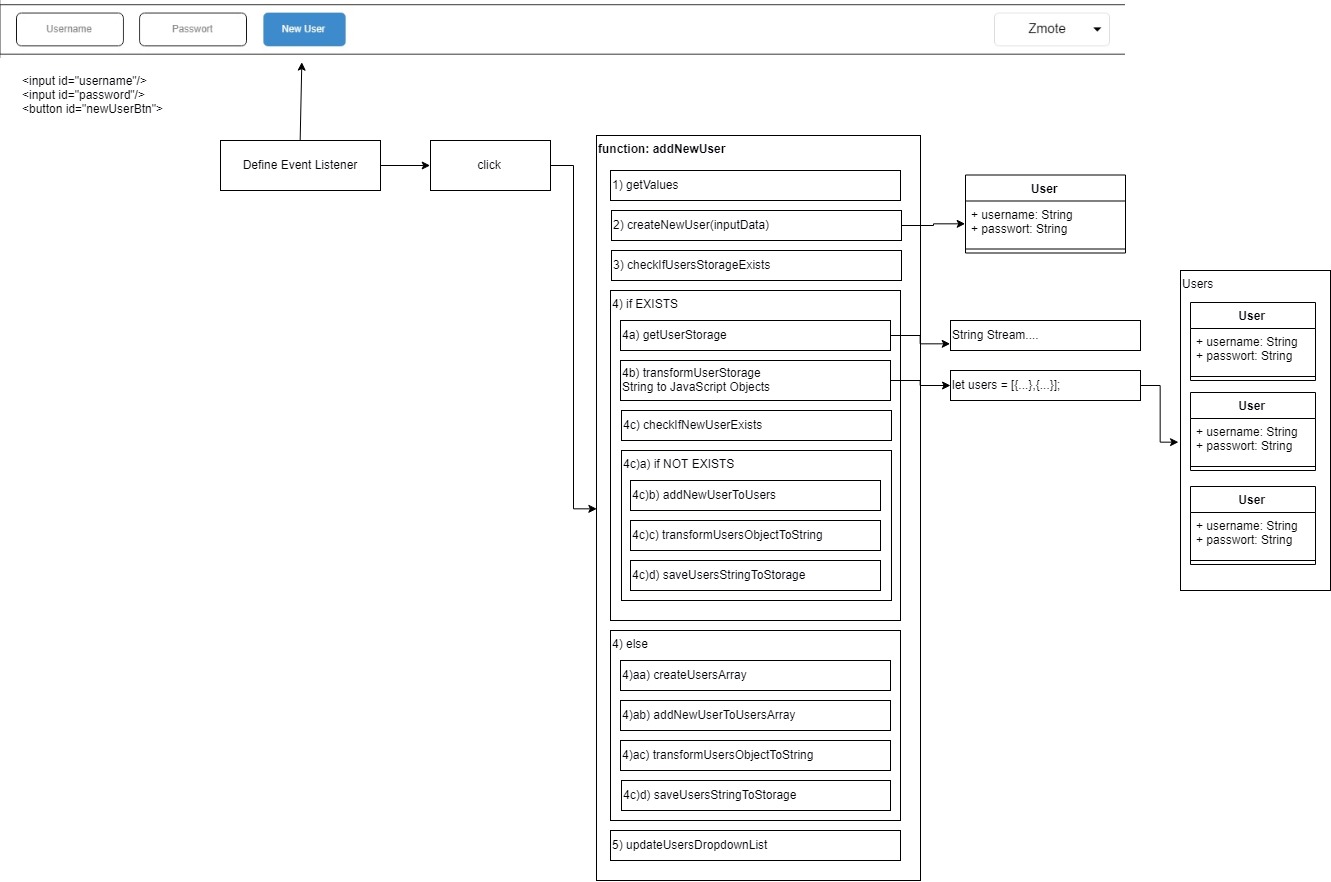 Username
Passwort
New User
Zmote
<input id="username"/>
<input id="password"/>
<button id="newUserBtn">
Define Event Listener
click
function: addNewUser
1) getValues
2) createNewUser(inputData)
3) checkIfUsersStorageExists
4) if EXISTS
4a) getUserStorage
4b) transformUserStorage
String to JavaScript Objects
4c) checkIfNewUserExists
4c)a) if NOT EXISTS
4c)b) addNewUserToUsers
4c)c) transformUsersObjectToString
4c)d) saveUsersStringToStorage
4) else
4)aa) createUsersArray
4)ab) addNewUserToUsersArray
4)ac) transformUsersObjectToString
4c)d) saveUsersStringToStorage
5) updateUsersDropdownList
User
+ username: String
+ passwort: String
String Stream....
let users = [{...},{...}];
Users
User
+ username: String
+ passwort: String
User
+ username: String
+ passwort: String
User
+ username: String
+ passwort: String